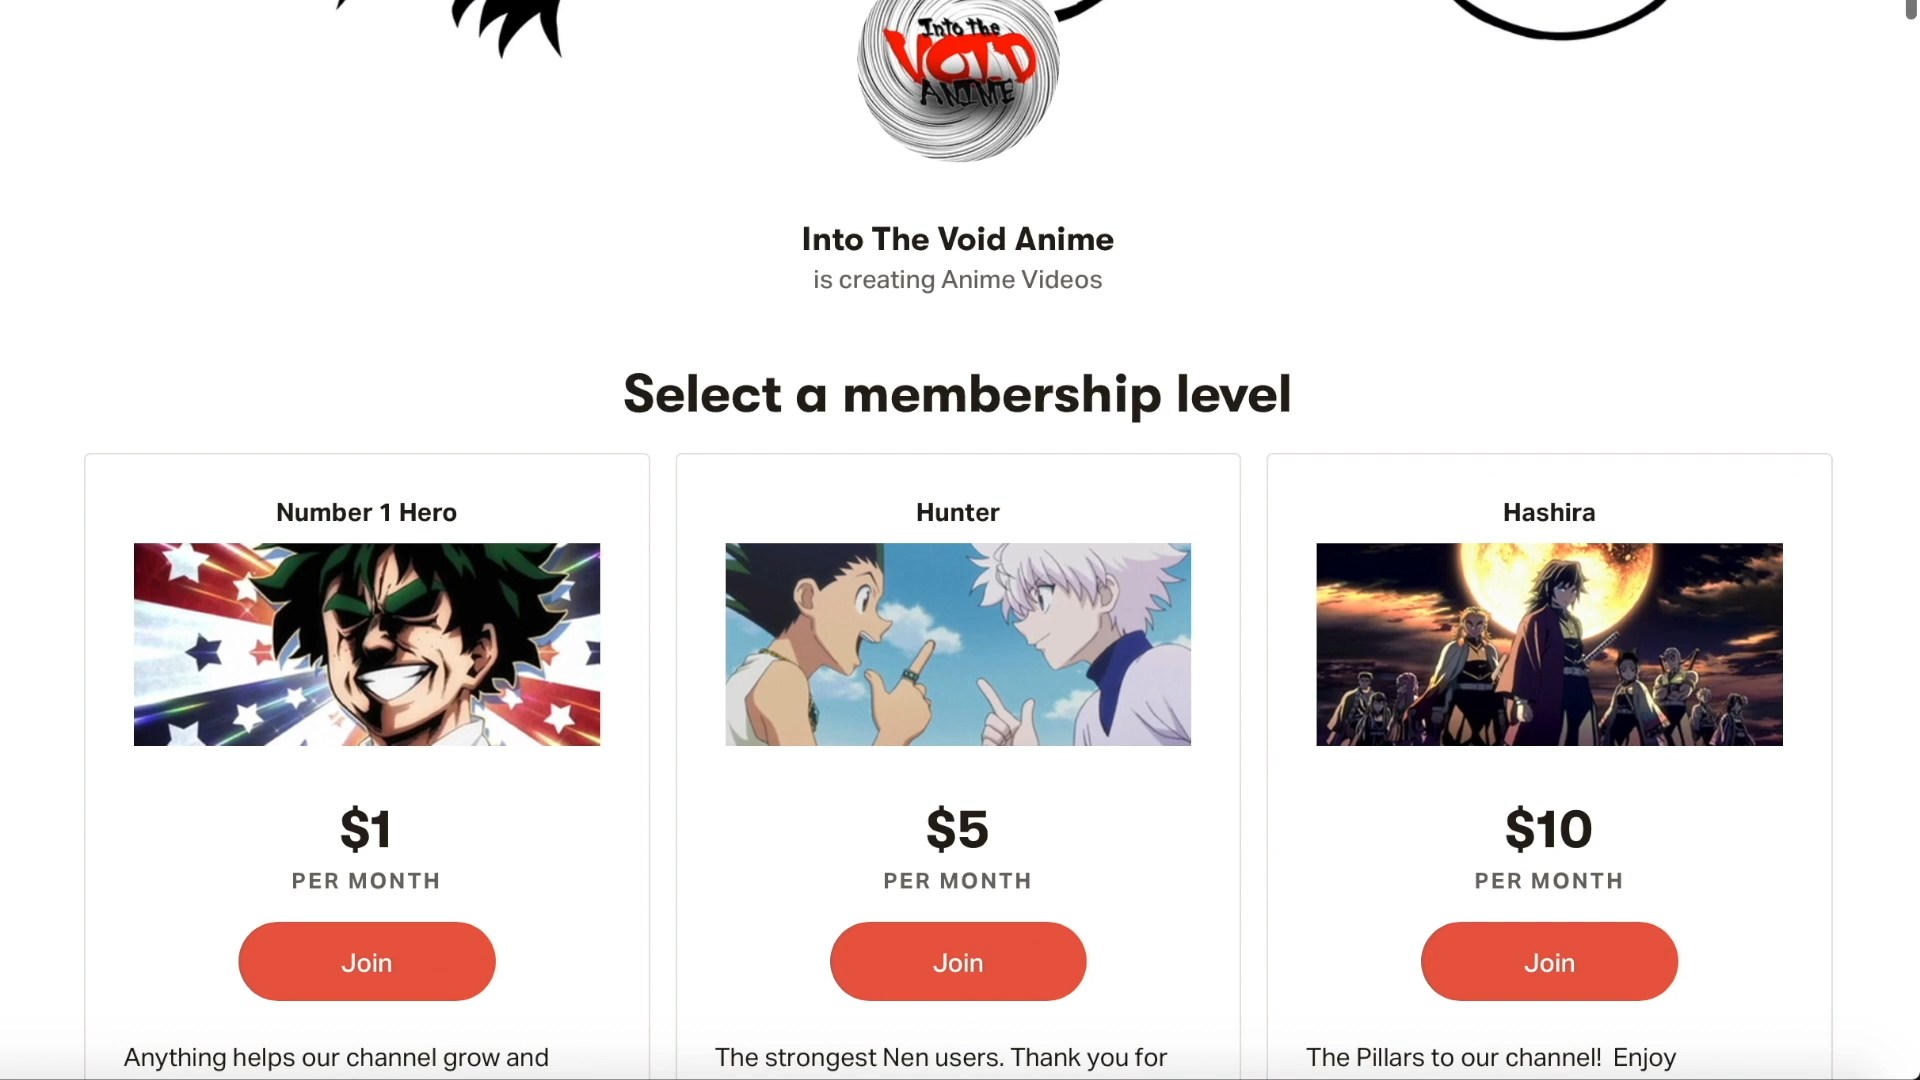 Into the
VOID
ANIME
Into The Void Anime
is creating Anime Videos
Select a membership level
Number 1 Hero
Hunter
Hashira
$1
PER MONTH
$5
PER MONTH
$10
PER MONTH
Join
Join
Join
Anything helps our channel grow and
The strongest Nen users. Thank you for
The Pillars to our channel! Enjoy